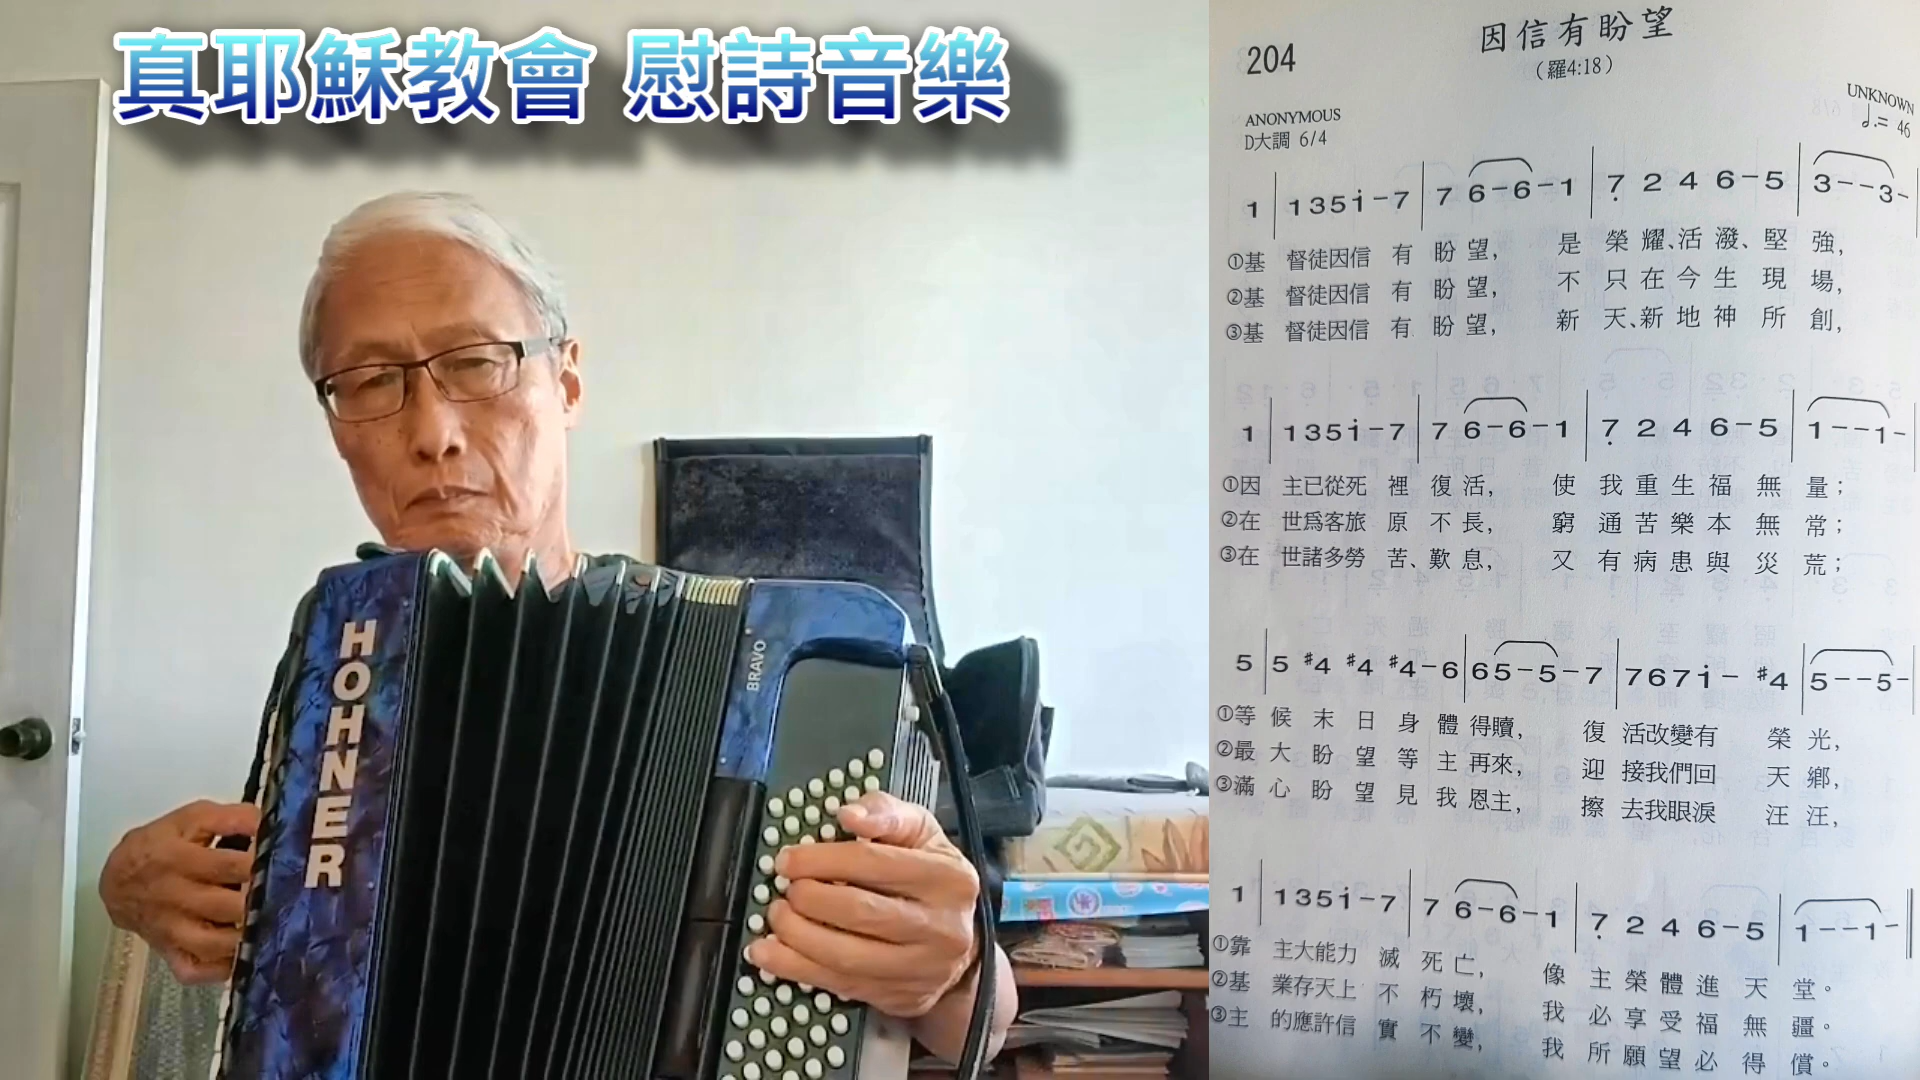 真耶穌教會 慰詩音樂
HOHNER
BRAVO
204
因信有盼望
(羅4:18)
ANONYMOUS
UNKNOWN
D大調 6/4
♩.= 46
1 | 1 3 5 i - 7 | 7 6 - 6 - 1 | 7̣ 2 4 6 - 5 | 3 - - 3 -
①基 督徒因信 有 盼 望, 是 榮 耀、活 潑、堅 強,
②基 督徒因信 有 盼 望, 不 只 在 今 生 現 場,
③基 督徒因信 有 盼 望, 新 天、新 地 神 所 創,
1 | 1 3 5 i - 7 | 7 6 - 6 - 1 | 7̣ 2 4 6 - 5 | 1 - - 1 -
①因 主已從死 裡 復 活, 使 我 重 生 福 無 量;
②在 世爲客旅 原 不 長, 窮 通 苦 樂 本 無 常;
③在 世諸多勞 苦、歎 息, 又 有 病 患 與 災 荒;
5 | 5 #4 #4 #4 - 6 | 6 5 - 5 - 7 | 7 6 7 i - #4 | 5 - - 5 -
①等 候 末 日 身 體 得贖, 復 活改變有 榮 光,
②最 大 盼 望 等 主 再來, 迎 接我們回 天 鄉,
③滿 心 盼 望 見 我 恩主, 擦 去我眼淚 汪 汪,
1 | 1 3 5 i - 7 | 7 6 - 6 - 1 | 7̣ 2 4 6 - 5 | 1 - - 1 - ‖
①靠 主大能力 滅 死 亡, 像 主 榮 體 進 天 堂。
②基 業存天上 不 朽 壞, 我 必 享 受 福 無 疆。
③主 的應許信 實 不 變, 我 所 願 望 必 得 償。